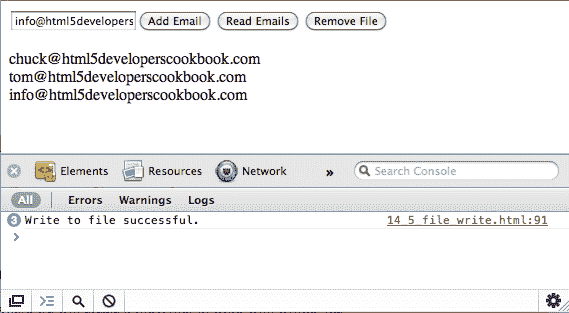 info@html5developers Add Email Read Emails Remove File
chuck@html5developerscookbook.com
tom@html5developerscookbook.com
info@html5developerscookbook.com
Elements Resources Network » Search Console
All Errors Warnings Logs
3 Write to file successful. 14_5_file_write.html:91
>